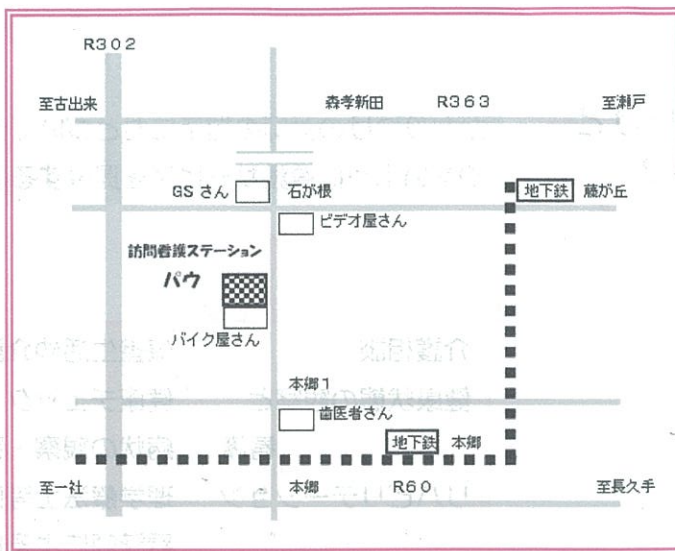 R302
至古出来 森孝新田 R363 至瀬戸
GSさん 石が根 地下鉄 藤が丘
ビデオ屋さん
訪問看護ステーション
パウ
バイク屋さん
本郷1
歯医者さん
地下鉄 本郷
至一社 本郷 R60 至長久手